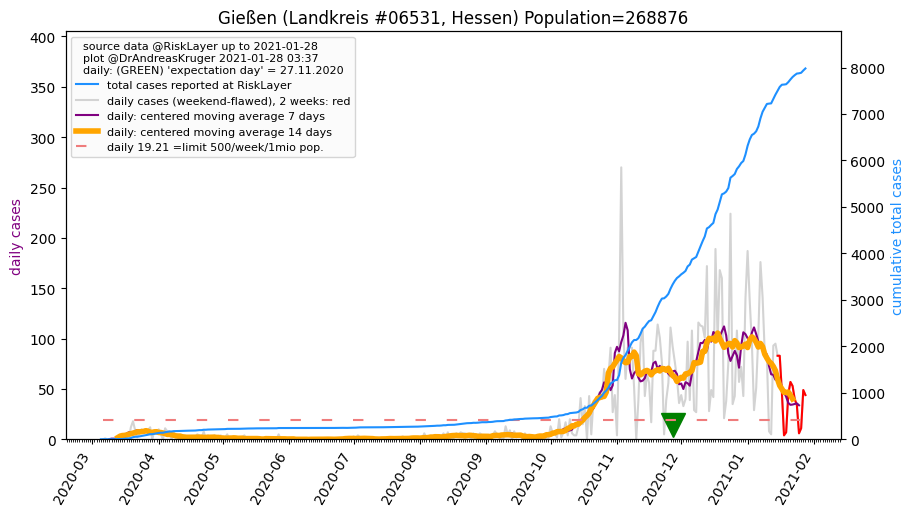 Gießen (Landkreis #06531, Hessen) Population=268876
source data @RiskLayer up to 2021-01-28
plot @DrAndreasKruger 2021-01-28 03:37
daily: (GREEN) 'expectation day' = 27.11.2020
total cases reported at RiskLayer
daily cases (weekend-flawed), 2 weeks: red
daily: centered moving average 7 days
daily: centered moving average 14 days
daily 19.21 =limit 500/week/1mio pop.
daily cases
400
350
300
250
200
150
100
50
0
cumulative total cases
8000
7000
6000
5000
4000
3000
2000
1000
0
2020-03
2020-04
2020-05
2020-06
2020-07
2020-08
2020-09
2020-10
2020-11
2020-12
2021-01
2021-02